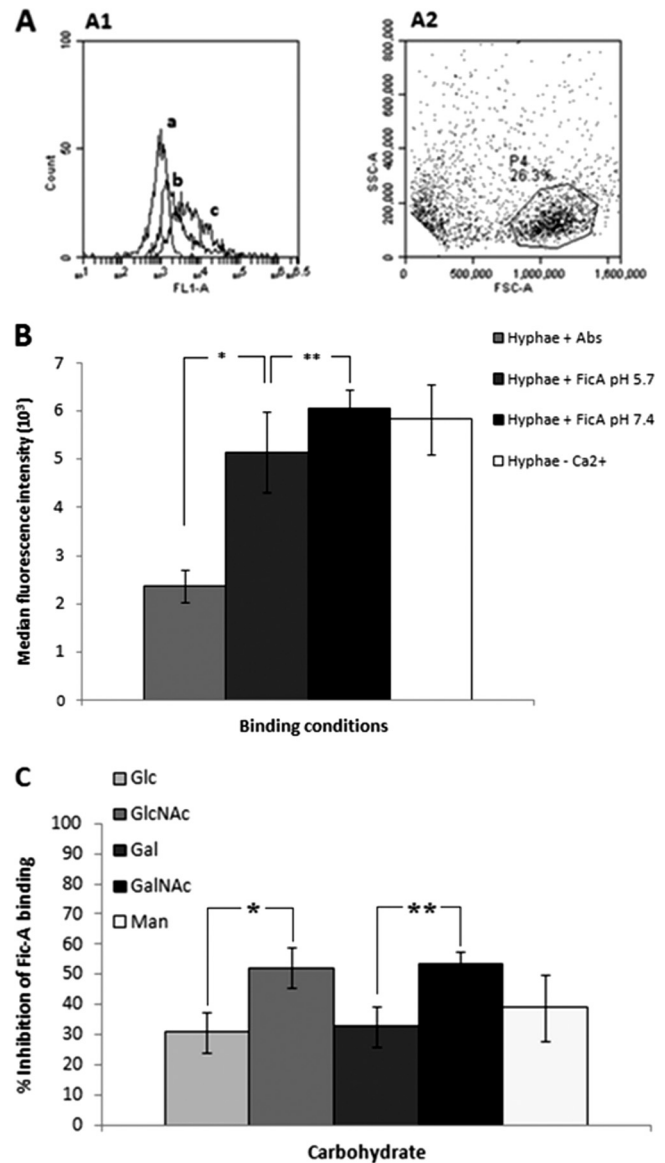 A
A1
A2
100
50
0
Count
a
b
c
FL1-A
800,000
600,000
400,000
200,000
0
SSC-A
P4
26.3%
0
500,000
1,000,000
1,600,000
FSC-A
B
7
6
5
4
3
2
1
0
Median fluorescence intensity (10³)
*
**
Binding conditions
Hyphae + Abs
Hyphae + FicA pH 5.7
Hyphae + FicA pH 7.4
Hyphae - Ca2+
C
Glc
GlcNAc
Gal
GalNAc
Man
100
90
80
70
60
50
40
30
20
10
0
% Inhibition of Fic-A binding
*
**
Carbohydrate